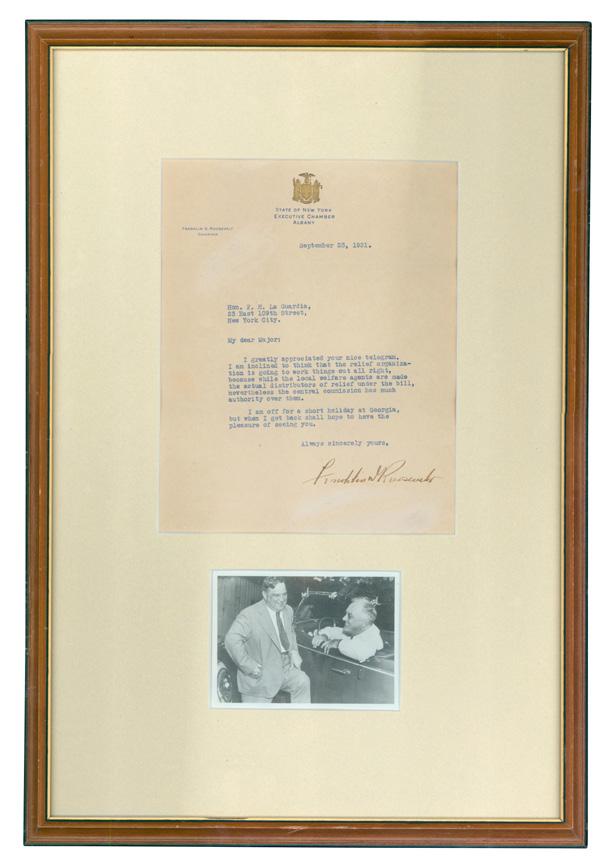 STATE OF NEW YORK
EXECUTIVE CHAMBER
ALBANY
FRANKLIN D. ROOSEVELT
GOVERNOR
September 25, 1931.
Hon. F. H. La Guardia,
23 East 109th Street,
New York City.
My dear Major:
I greatly appreciated your nice telegram.
I am inclined to think that the relief organiza-
tion is going to work things out all right,
because while the local welfare agents are made
the actual distributors of relief under the bill,
nevertheless the central commission has much
authority over them.
I am off for a short holiday at Georgia,
but when I get back shall hope to have the
pleasure of seeing you.
Always sincerely yours,
Franklin D Roosevelt